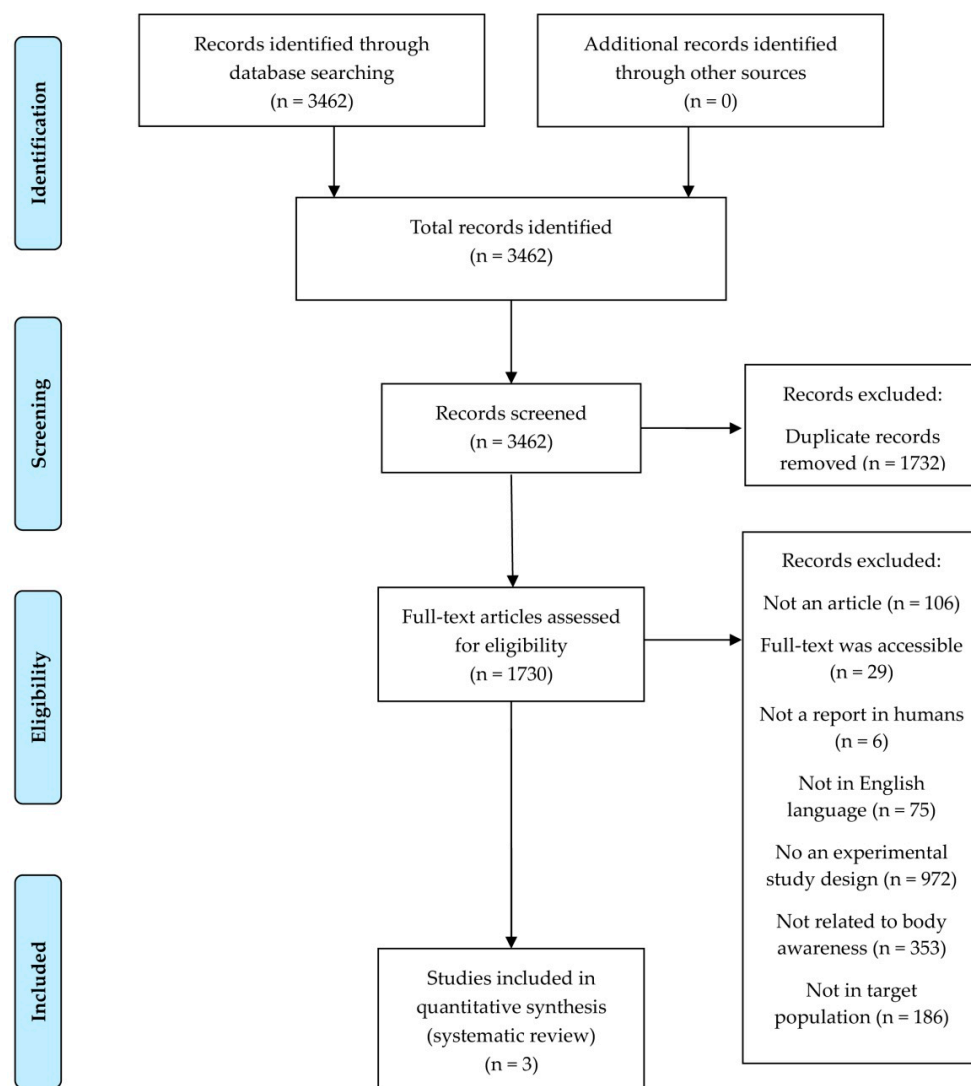 Identification
Records identified through
database searching
(n = 3462)
Additional records identified
through other sources
(n = 0)
Total records identified
(n = 3462)
Screening
Records screened
(n = 3462)
Records excluded:
Duplicate records
removed (n = 1732)
Eligibility
Full-text articles assessed
for eligibility
(n = 1730)
Records excluded:
Not an article (n = 106)
Full-text was accessible
(n = 29)
Not a report in humans
(n = 6)
Not in English
language (n = 75)
No an experimental
study design (n = 972)
Not related to body
awareness (n = 353)
Not in target
population (n = 186)
Included
Studies included in
quantitative synthesis
(systematic review)
(n = 3)